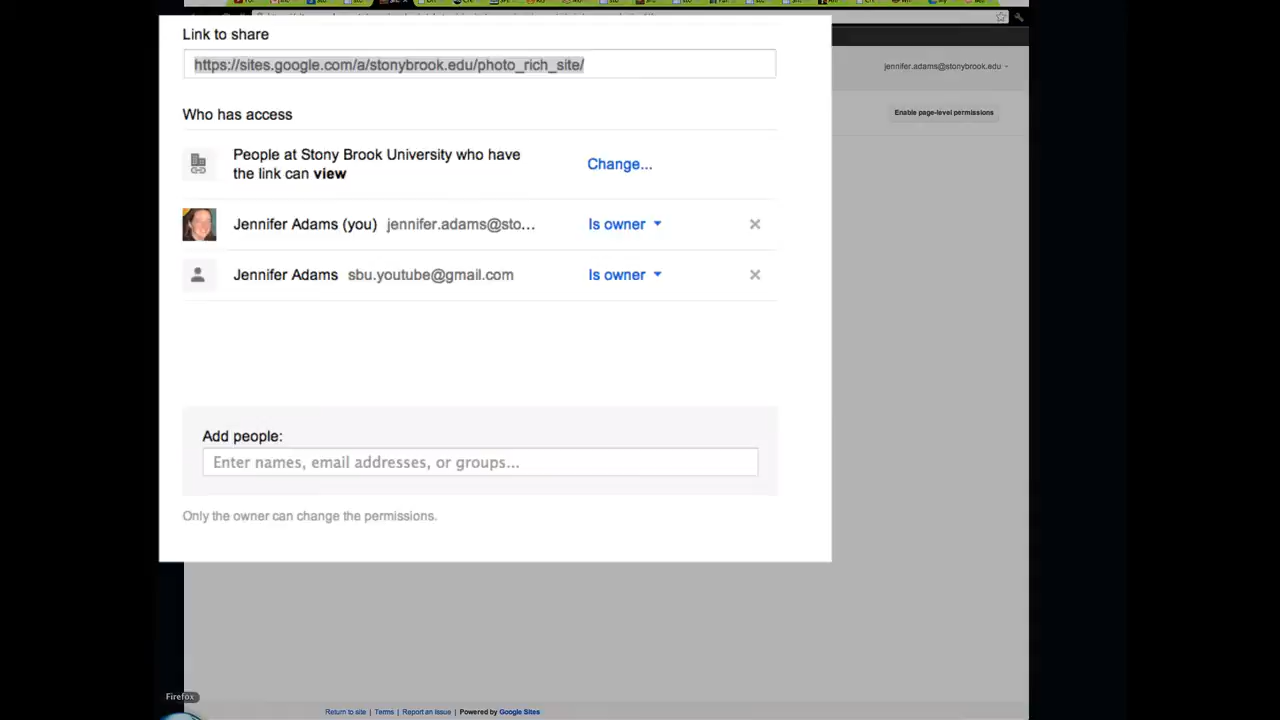 Link to share
https://sites.google.com/a/stonybrook.edu/photo_rich_site/
jennifer.adams@stonybrook.edu
Enable page-level permissions
Who has access
People at Stony Brook University who have
the link can view
Change...
Jennifer Adams (you) jennifer.adams@sto... Is owner
Jennifer Adams sbu.youtube@gmail.com Is owner
Add people:
Enter names, email addresses, or groups...
Only the owner can change the permissions.
Firefox
Return to site | Terms | Report an Issue | Powered by Google Sites